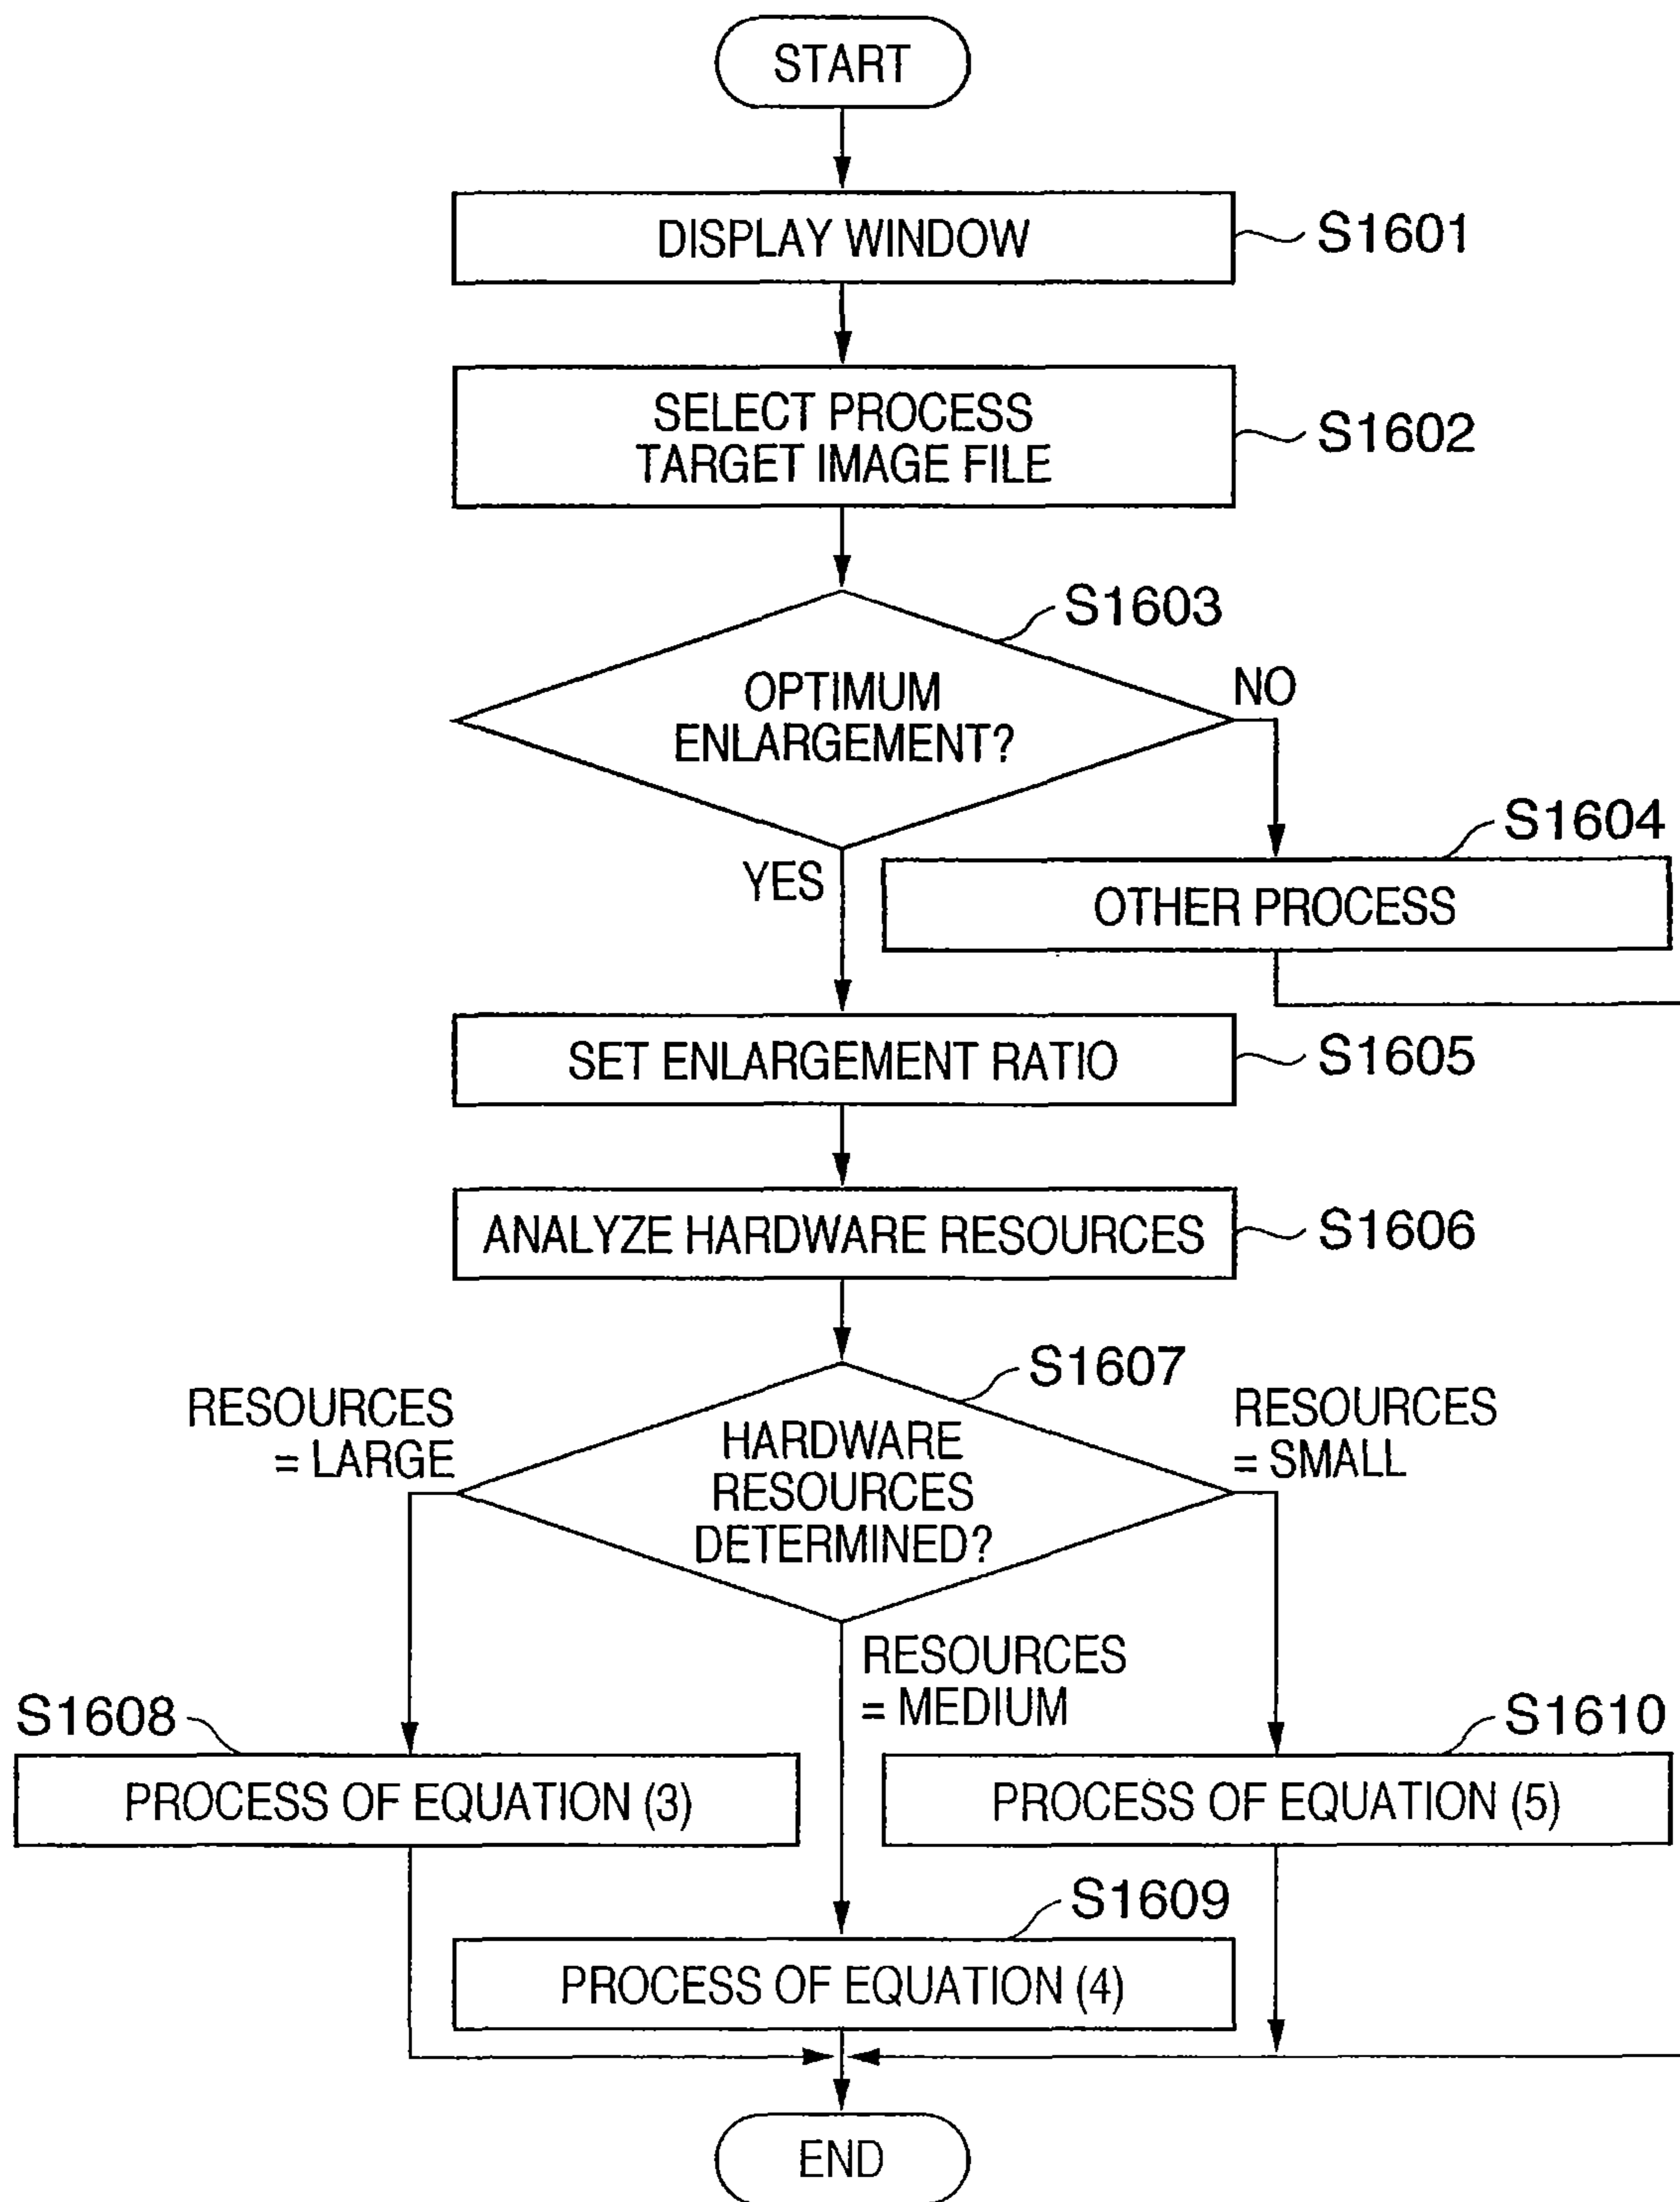 START
DISPLAY WINDOW
S1601
SELECT PROCESS
TARGET IMAGE FILE
S1602
S1603
OPTIMUM
ENLARGEMENT?
NO
YES
S1604
OTHER PROCESS
SET ENLARGEMENT RATIO
S1605
ANALYZE HARDWARE RESOURCES
S1606
S1607
HARDWARE
RESOURCES
DETERMINED?
RESOURCES
= LARGE
RESOURCES
= SMALL
RESOURCES
= MEDIUM
S1608
PROCESS OF EQUATION (3)
S1610
PROCESS OF EQUATION (5)
S1609
PROCESS OF EQUATION (4)
END